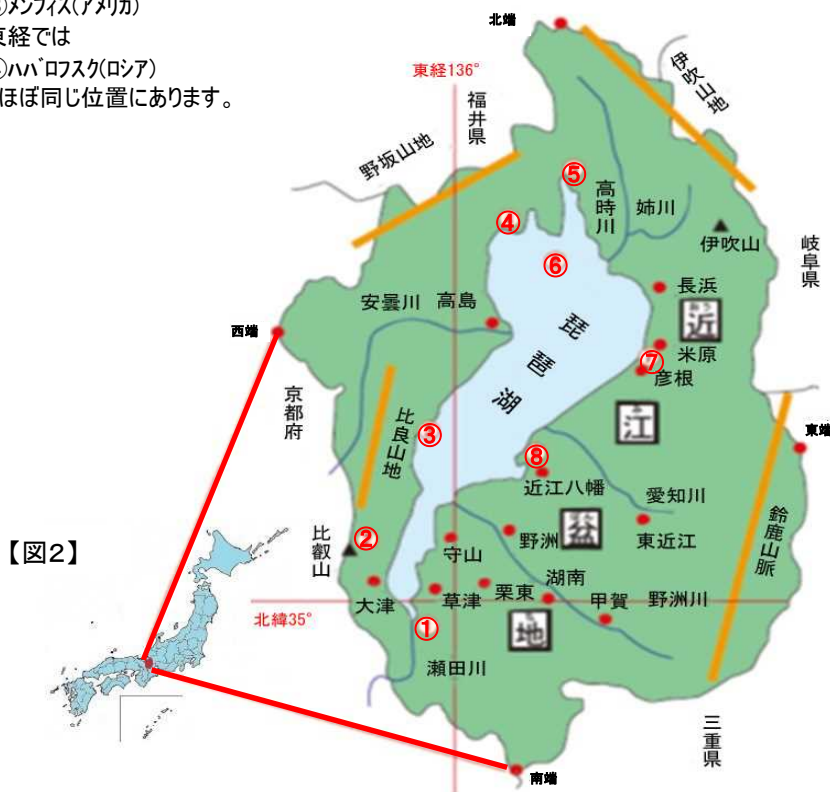 メンフィス(アメリカ)
東経では
ハバロフスク(ロシア)
ほぼ同じ位置にあります。
北端
東経136°
福井県
伊吹山地
野坂山地
⑤
高時川
姉川
④
伊吹山
岐阜県
⑥
安曇川
高島
長浜
琵琶湖
近
米原
西端
⑦
彦根
京都府
江
比良山地
③
東端
⑧
近江八幡
愛知川
鈴鹿山脈
【図2】
比叡山
②
守山
野洲
盆
東近江
大津
草津
栗東
湖南
甲賀
野洲川
北緯35°
①
地
瀬田川
三重県
南端